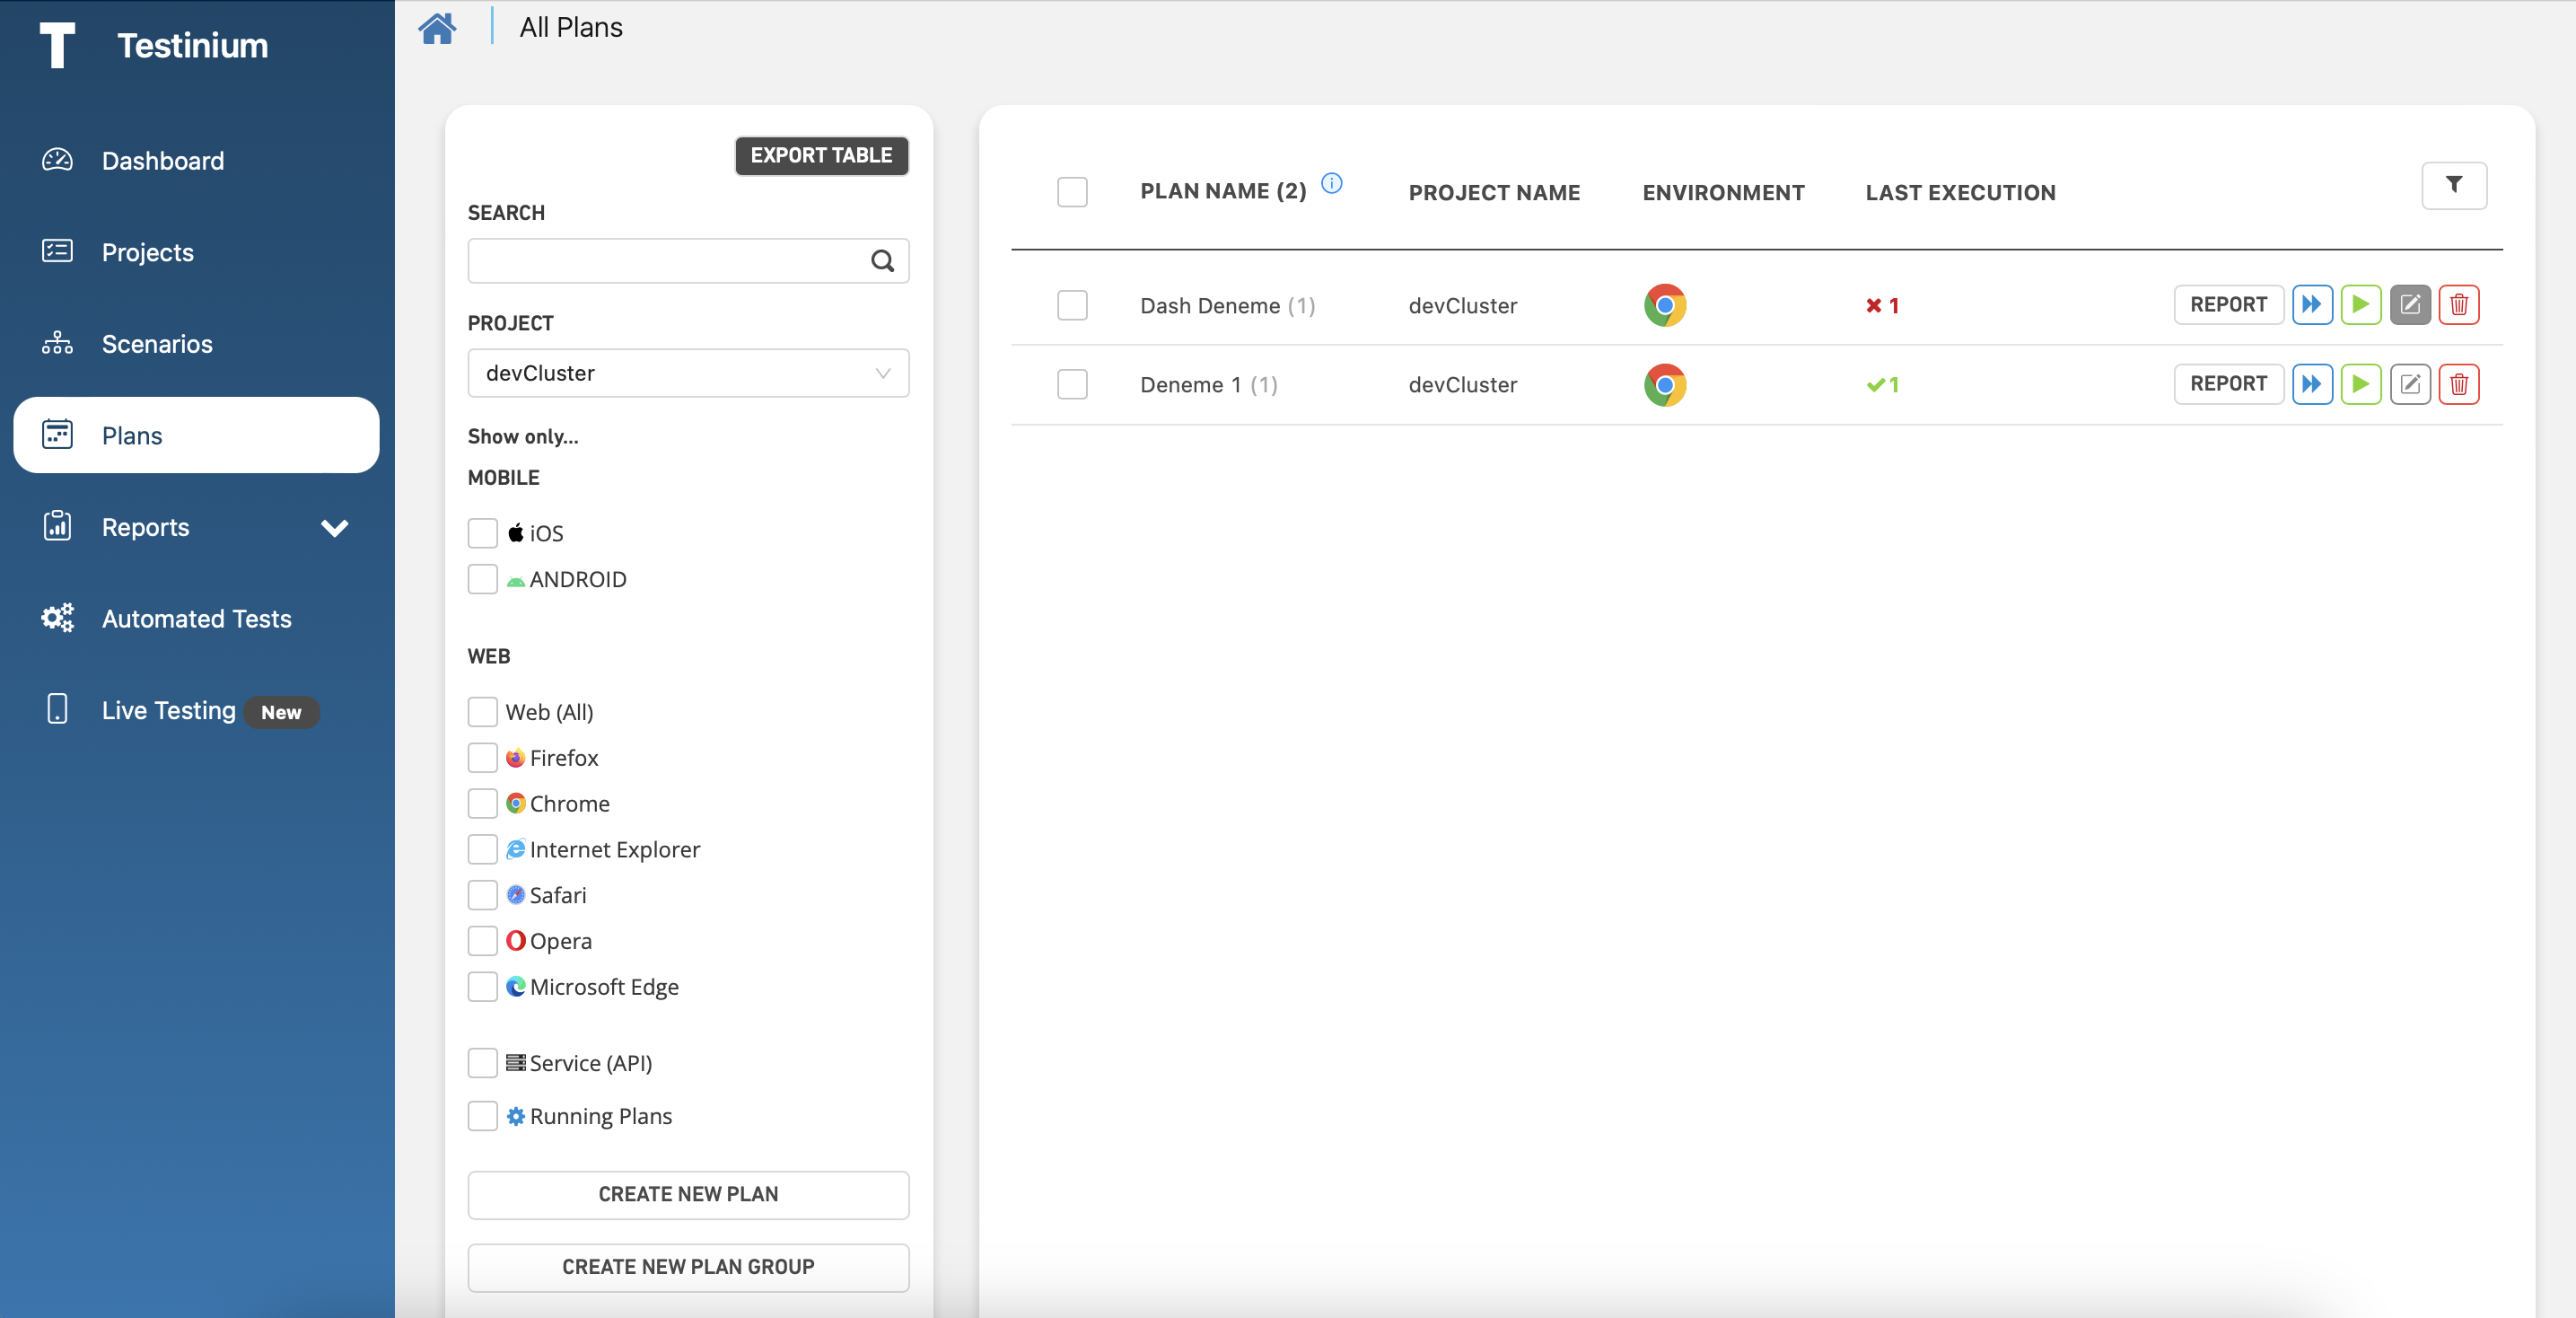 Testinium
Dashboard
Projects
Scenarios
Plans
Reports
Automated Tests
Live Testing New
All Plans
EXPORT TABLE
SEARCH
PROJECT
devCluster
Show only...
MOBILE
iOS
ANDROID
WEB
Web (All)
Firefox
Chrome
Internet Explorer
Safari
Opera
Microsoft Edge
Service (API)
Running Plans
CREATE NEW PLAN
CREATE NEW PLAN GROUP
PLAN NAME (2) PROJECT NAME ENVIRONMENT LAST EXECUTION
Dash Deneme (1) devCluster 1 REPORT
Deneme 1 (1) devCluster 1 REPORT